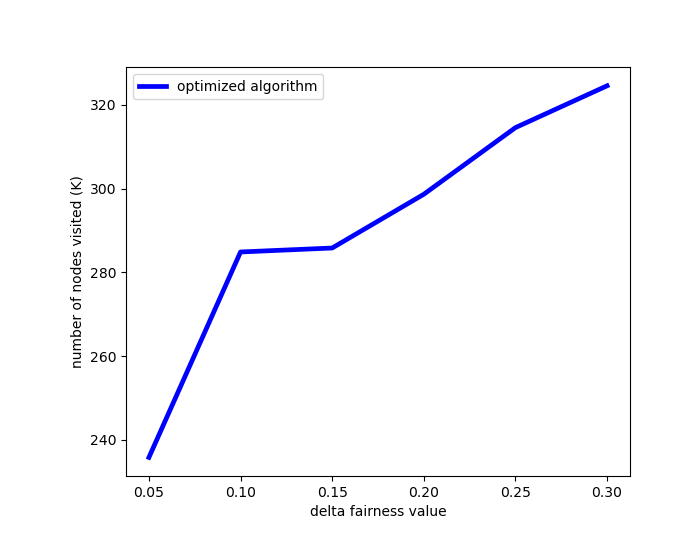 optimized algorithm
320
300
280
260
240
number of nodes visited (K)
0.05 0.10 0.15 0.20 0.25 0.30
delta fairness value